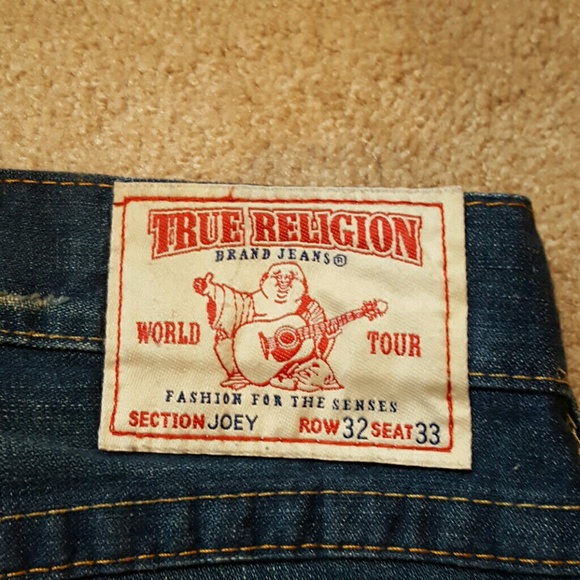 TRUE RELIGION
BRAND JEANS®
WORLD TOUR
FASHION FOR THE SENSES
SECTION JOEY ROW 32 SEAT 33